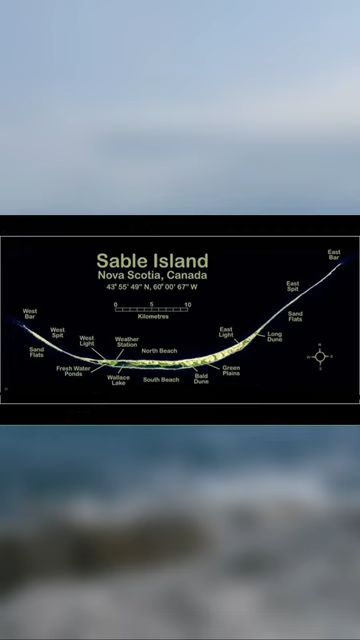 Sable Island
Nova Scotia, Canada
43° 55' 49" N, 60° 00' 67" W
0 5 10
Kilometres
East
Bar
East
Spit
Sand
Flats
West
Bar
West
Spit
Sand
Flats
West
Light
Weather
Station
North Beach
East
Light
Long
Dune
Fresh Water
Ponds
Wallace
Lake
South Beach
Bald
Dune
Green
Plains